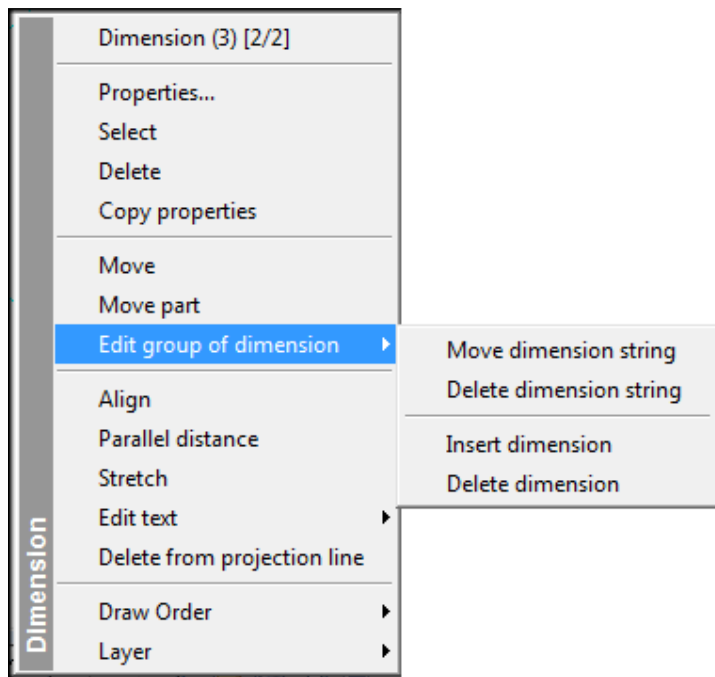 Dimension (3) [2/2]
Properties...
Select
Delete
Copy properties
Move
Move part
Edit group of dimension
Move dimension string
Delete dimension string
Insert dimension
Delete dimension
Align
Parallel distance
Stretch
Edit text
Delete from projection line
Draw Order
Layer
Dimension